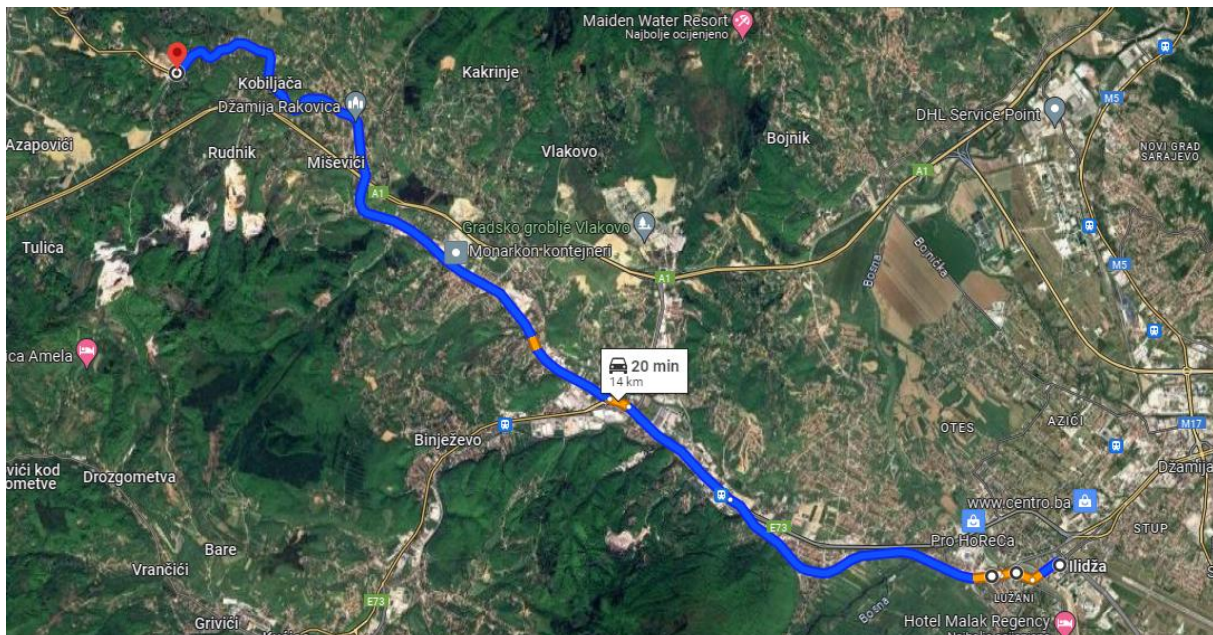 Maiden Water Resort
Najbolje ocijenjeno
M5
Kobiljača
Kakrinje
Džamija Rakovica
DHL Service Point
Azapovići
Rudnik
Vlakovo
Bojnik
NOVI GRAD
SARAJEVO
Miševići
A1
A1
Gradsko groblje Vlakovo
Tulica
Monarkon kontejneri
Bosna
Bojnička
M5
A1
ca Amela
20 min
14 km
Binježevo
OTES
AZIĆI
M17
vići kod
ometve
Drozgometva
Džamija
www.centro.ba
E73
Pro HoReCa
STUP
Bare
Vrančići
Ilidža
LUŽANI
E73
Bosna
Grivići
Hotel Malak Regency